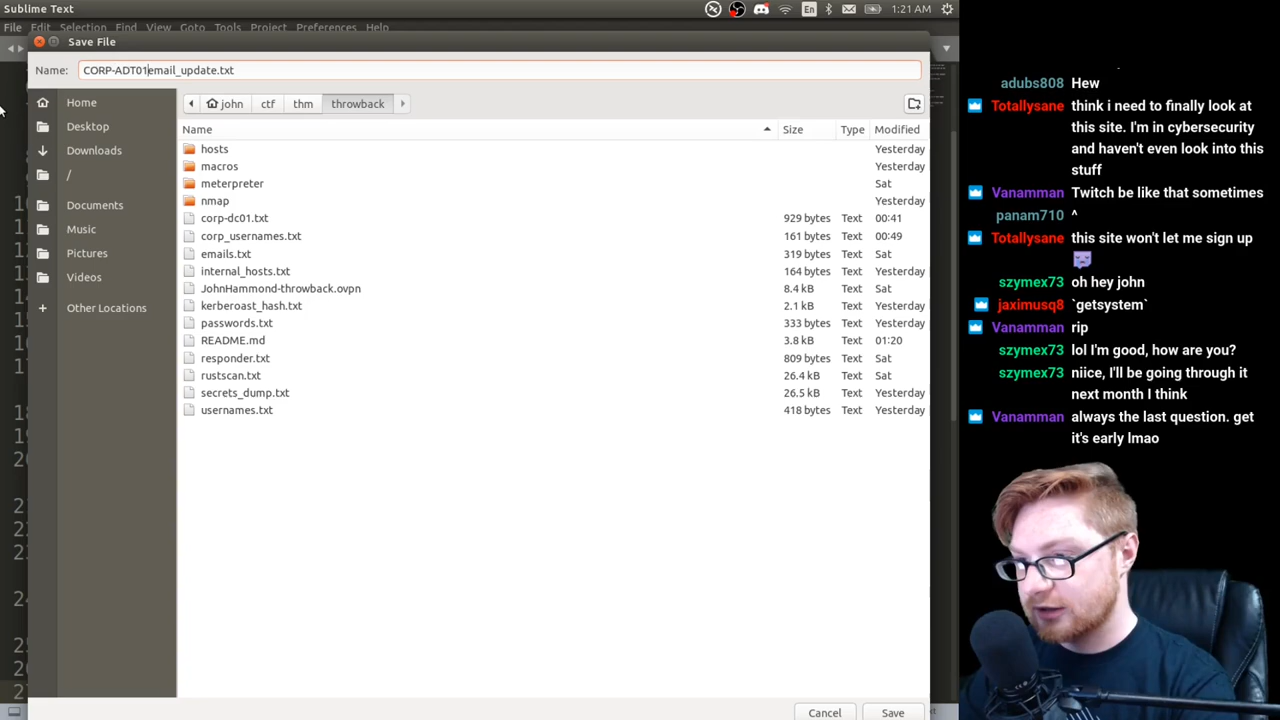 Sublime Text
En
1:21 AM
File Edit Selection Find View Goto Tools Project Preferences Help
Save File
Name: CORP-ADT01email_update.txt
Home
Desktop
Downloads
/
Documents
Music
Pictures
Videos
Other Locations
john ctf thm throwback
Name Size Type Modified
hosts Yesterday
macros Yesterday
meterpreter Sat
nmap Yesterday
corp-dc01.txt 929 bytes Text 00:41
corp_usernames.txt 161 bytes Text 00:49
emails.txt 319 bytes Text Sat
internal_hosts.txt 164 bytes Text Yesterday
JohnHammond-throwback.ovpn 8.4 kB Text Sat
kerberoast_hash.txt 2.1 kB Text Yesterday
passwords.txt 333 bytes Text Yesterday
README.md 3.8 kB Text 01:20
responder.txt 809 bytes Text Sat
rustscan.txt 26.4 kB Text Sat
secrets_dump.txt 26.5 kB Text Yesterday
usernames.txt 418 bytes Text Yesterday
Cancel Save
adubs808 Hew
Totallysane think i need to finally look at
this site. I'm in cybersecurity
and haven't even look into this
stuff
Vanamman Twitch be like that sometimes
panam710 ^
Totallysane this site won't let me sign up
szymex73 oh hey john
jaximusq8 `getsystem`
Vanamman rip
szymex73 lol I'm good, how are you?
szymex73 niice, I'll be going through it
next month I think
Vanamman always the last question. get
it's early lmao